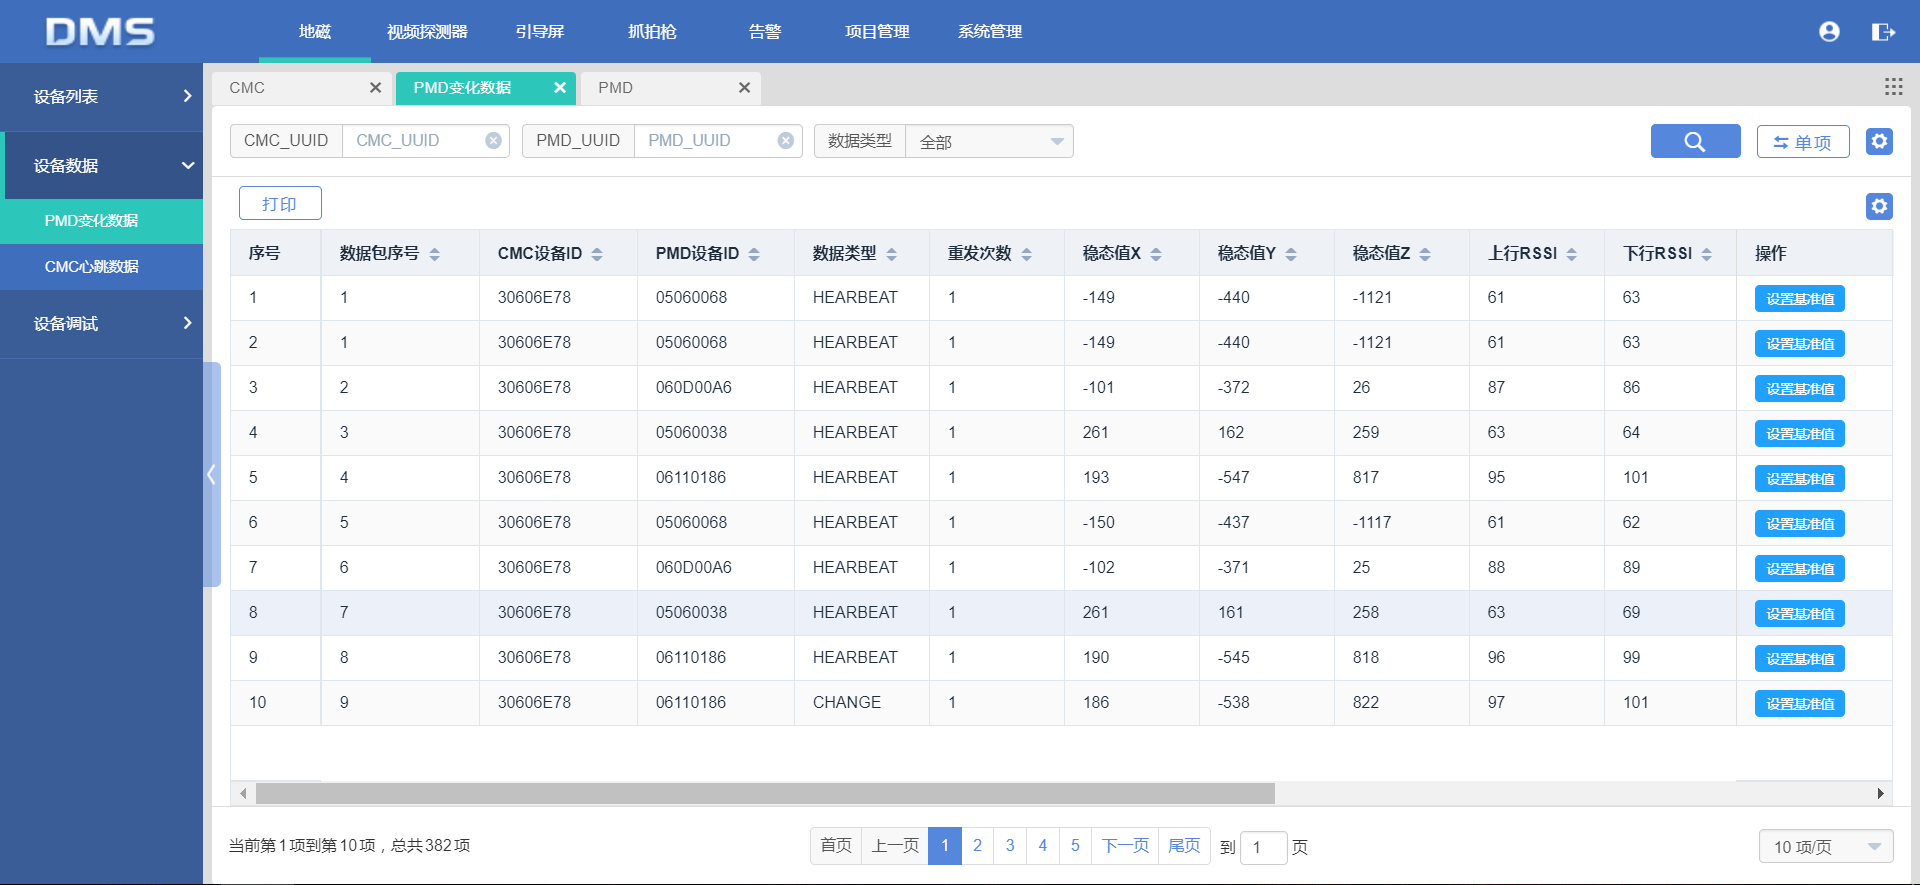 DMS 地磁 视频探测器 引导屏 抓拍枪 告警 项目管理 系统管理
设备列表
设备数据
PMD变化数据
CMC心跳数据
设备调试
CMC PMD变化数据 PMD
CMC_UUID CMC_UUID PMD_UUID PMD_UUID 数据类型 全部 单项
打印
序号 数据包序号 CMC设备ID PMD设备ID 数据类型 重发次数 稳态值X 稳态值Y 稳态值Z 上行RSSI 下行RSSI 操作
1 1 30606E78 05060068 HEARBEAT 1 -149 -440 -1121 61 63 设置基准值
2 1 30606E78 05060068 HEARBEAT 1 -149 -440 -1121 61 63 设置基准值
3 2 30606E78 060D00A6 HEARBEAT 1 -101 -372 26 87 86 设置基准值
4 3 30606E78 05060038 HEARBEAT 1 261 162 259 63 64 设置基准值
5 4 30606E78 06110186 HEARBEAT 1 193 -547 817 95 101 设置基准值
6 5 30606E78 05060068 HEARBEAT 1 -150 -437 -1117 61 62 设置基准值
7 6 30606E78 060D00A6 HEARBEAT 1 -102 -371 25 88 89 设置基准值
8 7 30606E78 05060038 HEARBEAT 1 261 161 258 63 69 设置基准值
9 8 30606E78 06110186 HEARBEAT 1 190 -545 818 96 99 设置基准值
10 9 30606E78 06110186 CHANGE 1 186 -538 822 97 101 设置基准值
当前第1项到第10项，总共382项 首页 上一页 1 2 3 4 5 下一页 尾页 到 1 页 10 项/页